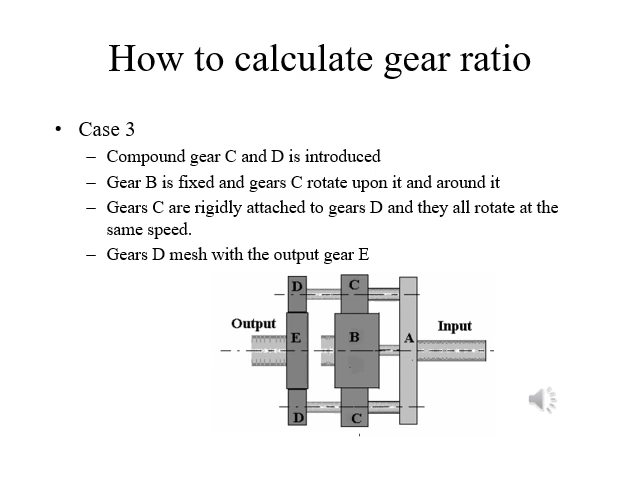 How to calculate gear ratio
• Case 3
– Compound gear C and D is introduced
– Gear B is fixed and gears C rotate upon it and around it
– Gears C are rigidly attached to gears D and they all rotate at the
same speed.
– Gears D mesh with the output gear E
D C
Output E B A Input
D C